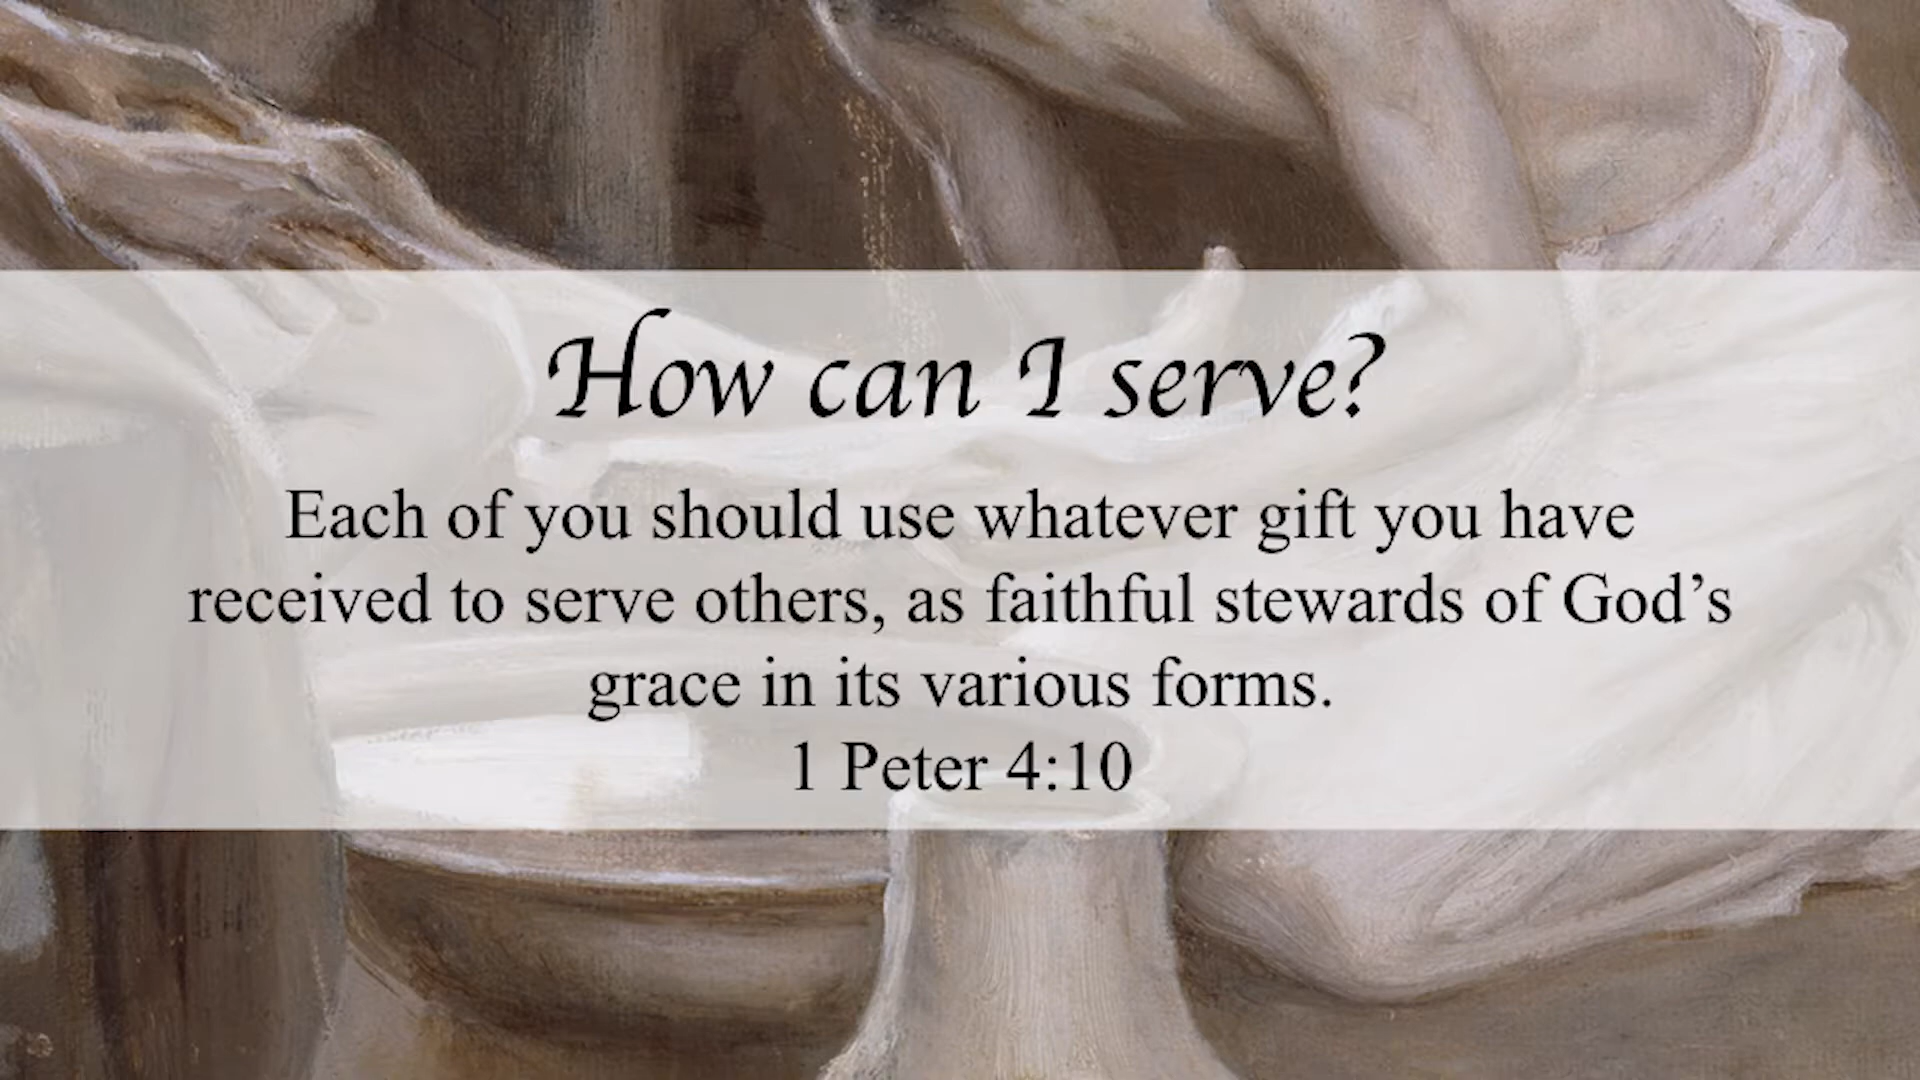 How can I serve?
Each of you should use whatever gift you have
received to serve others, as faithful stewards of God’s
grace in its various forms.
1 Peter 4:10